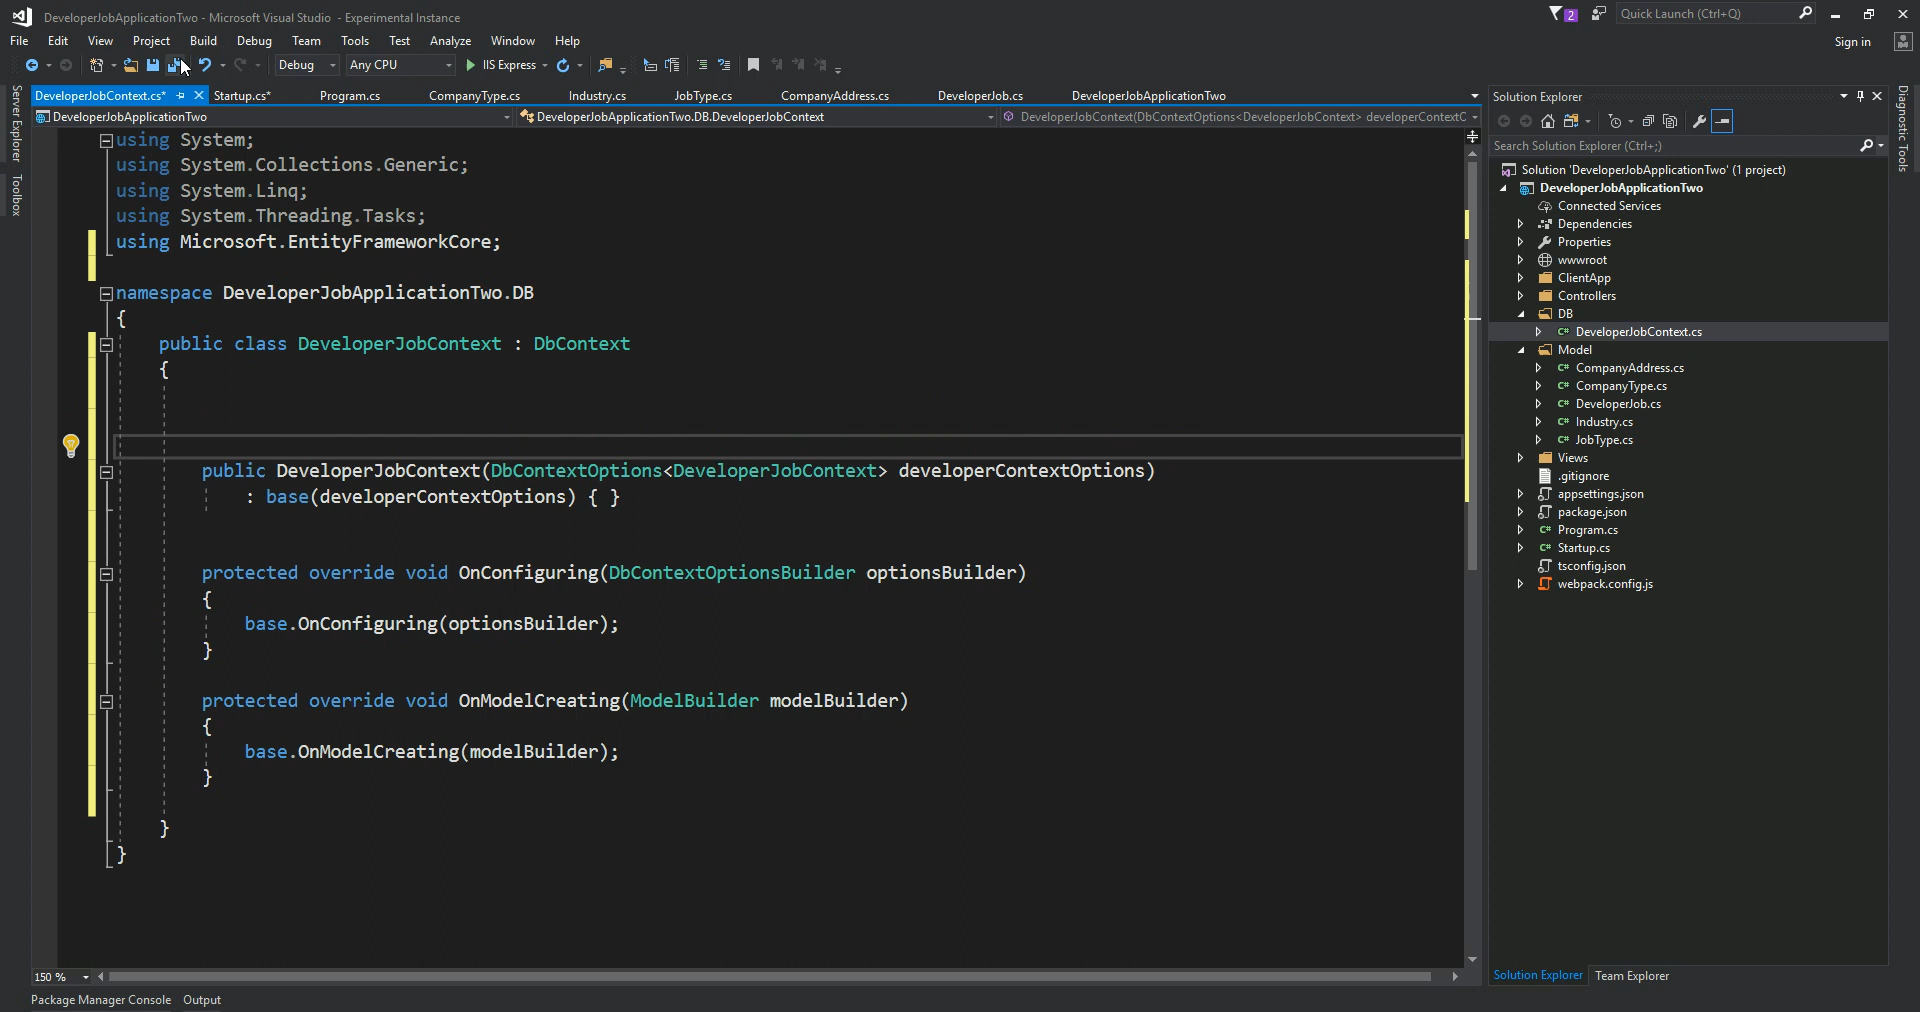 DeveloperJobApplicationTwo - Microsoft Visual Studio - Experimental Instance
2
Quick Launch (Ctrl+Q)
File Edit View Project Build Debug Team Tools Test Analyze Window Help
Sign in
Debug Any CPU IIS Express
DeveloperJobContext.cs* Startup.cs* Program.cs CompanyType.cs Industry.cs JobType.cs CompanyAddress.cs DeveloperJob.cs DeveloperJobApplicationTwo
DeveloperJobApplicationTwo DeveloperJobApplicationTwo.DB.DeveloperJobContext DeveloperJobContext(DbContextOptions<DeveloperJobContext> developerContextC
Server Explorer
Toolbox
using System;
using System.Collections.Generic;
using System.Linq;
using System.Threading.Tasks;
using Microsoft.EntityFrameworkCore;
namespace DeveloperJobApplicationTwo.DB
{
public class DeveloperJobContext : DbContext
{
public DeveloperJobContext(DbContextOptions<DeveloperJobContext> developerContextOptions)
: base(developerContextOptions) { }
protected override void OnConfiguring(DbContextOptionsBuilder optionsBuilder)
{
base.OnConfiguring(optionsBuilder);
}
protected override void OnModelCreating(ModelBuilder modelBuilder)
{
base.OnModelCreating(modelBuilder);
}
}
}
150 %
Package Manager Console Output
Solution Explorer
Search Solution Explorer (Ctrl+;)
Solution 'DeveloperJobApplicationTwo' (1 project)
DeveloperJobApplicationTwo
Connected Services
Dependencies
Properties
wwwroot
ClientApp
Controllers
DB
C# DeveloperJobContext.cs
Model
C# CompanyAddress.cs
C# CompanyType.cs
C# DeveloperJob.cs
C# Industry.cs
C# JobType.cs
Views
.gitignore
appsettings.json
package.json
C# Program.cs
C# Startup.cs
tsconfig.json
webpack.config.js
Solution Explorer Team Explorer
Diagnostic Tools